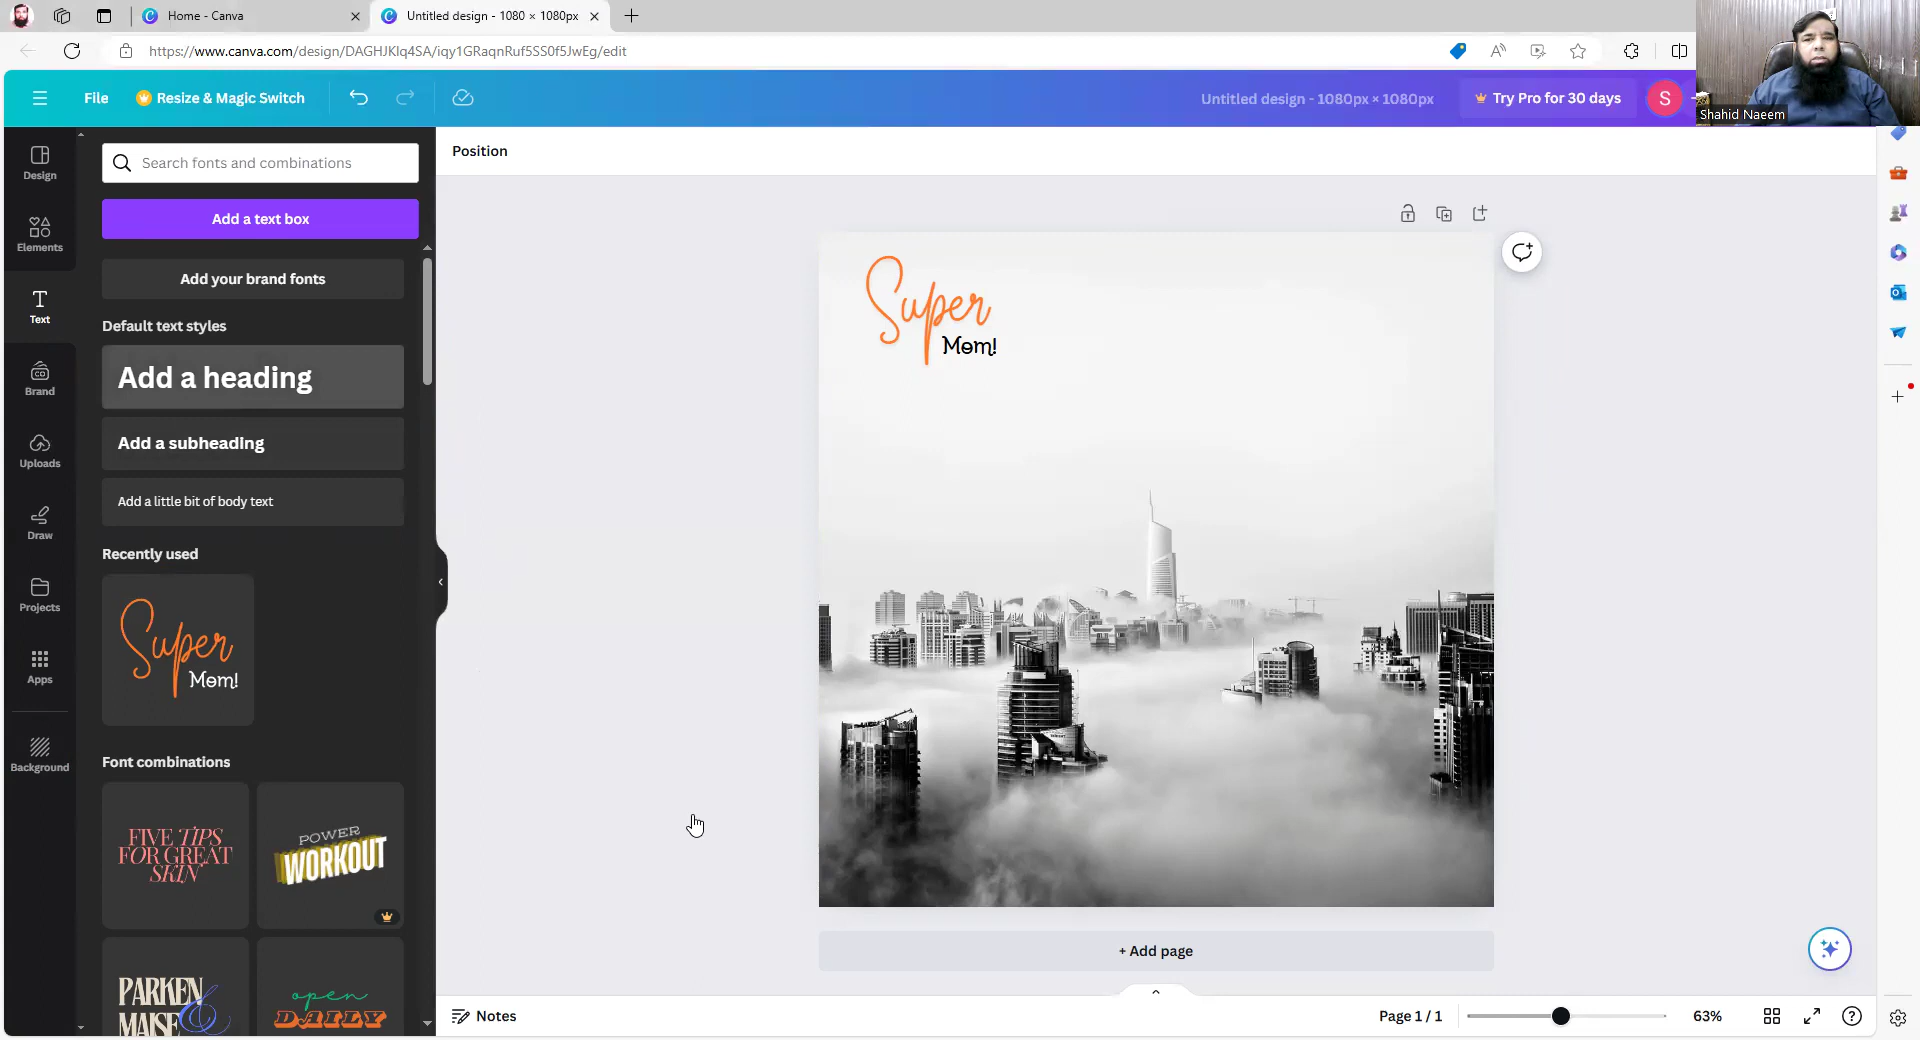 Home - Canva
Untitled design - 1080 × 1080px
https://www.canva.com/design/DAGHJKlq4SA/iqy1GRaqnRuf5SS0f5JwEg/edit
File
Resize & Magic Switch
Untitled design - 1080px × 1080px
Try Pro for 30 days
S
Shahid Naeem
Design
Elements
Text
Brand
Uploads
Draw
Projects
Apps
Background
Search fonts and combinations
Add a text box
Add your brand fonts
Default text styles
Add a heading
Add a subheading
Add a little bit of body text
Recently used
Super
Mom!
Font combinations
FIVE TIPS
FOR GREAT
SKIN
POWER
WORKOUT
PARKEN
&
MAISE
open
DAILY
Position
Super
Mom!
+ Add page
Notes
Page 1 / 1
63%